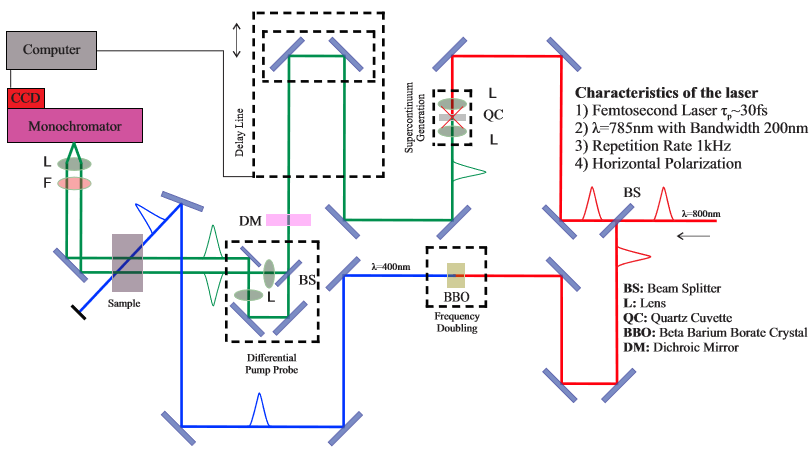 Computer
CCD
Monochromator
L
F
Delay Line
Supercontinuum
Generation
L
QC
L
Characteristics of the laser
1) Femtosecond Laser τp~30fs
2) λ=785nm with Bandwidth 200nm
3) Repetition Rate 1kHz
4) Horizontal Polarization
BS
λ=800nm
DM
BS
L
λ=400nm
BBO
Frequency
Doubling
Sample
Differential
Pump Probe
BS: Beam Splitter
L: Lens
QC: Quartz Cuvette
BBO: Beta Barium Borate Crystal
DM: Dichroic Mirror